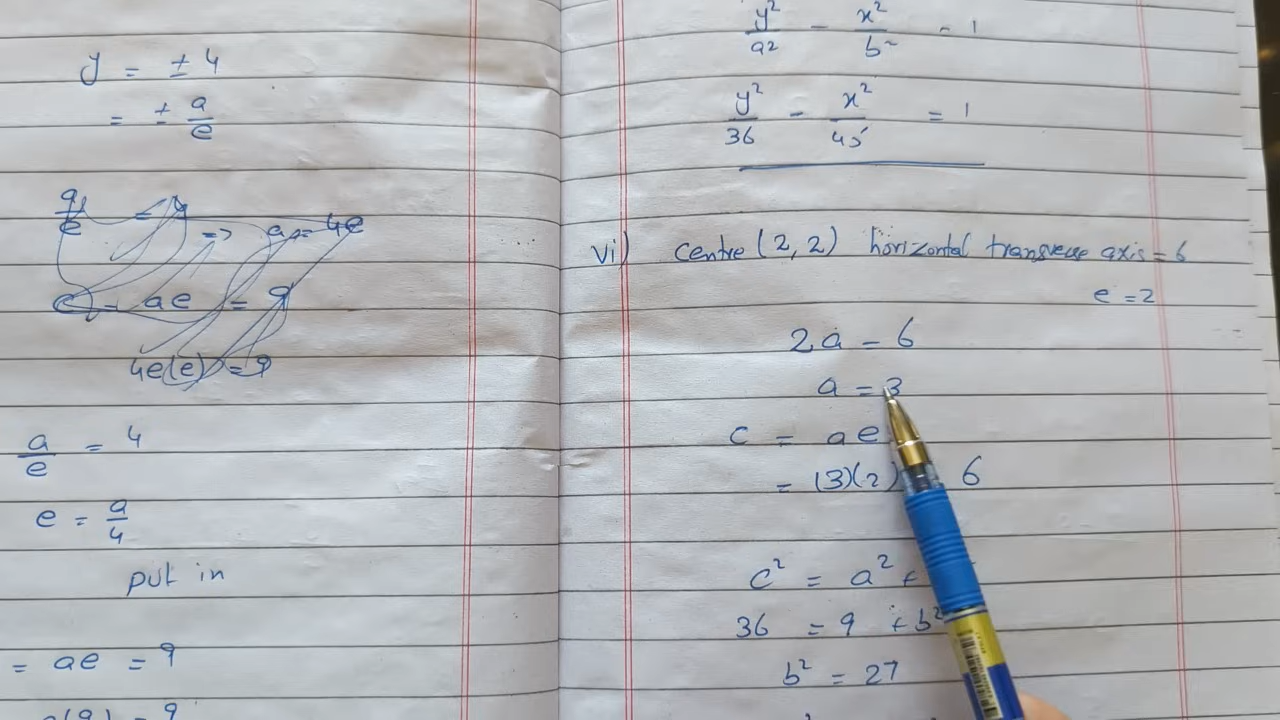 y = ± 4
= ± a/e
a/e = 4 => a = 4e
c = ae = 9
4e(e) = 9
a/e = 4
e = a/4
put in
= ae = 9
y²/a² - x²/b² = 1
y²/36 - x²/45 = 1
vi) centre (2, 2) horizontal transverse axis = 6
e = 2
2a = 6
a = 3
c = ae
= (3)(2) 6
c² = a² +
36 = 9 + b²
b² = 27